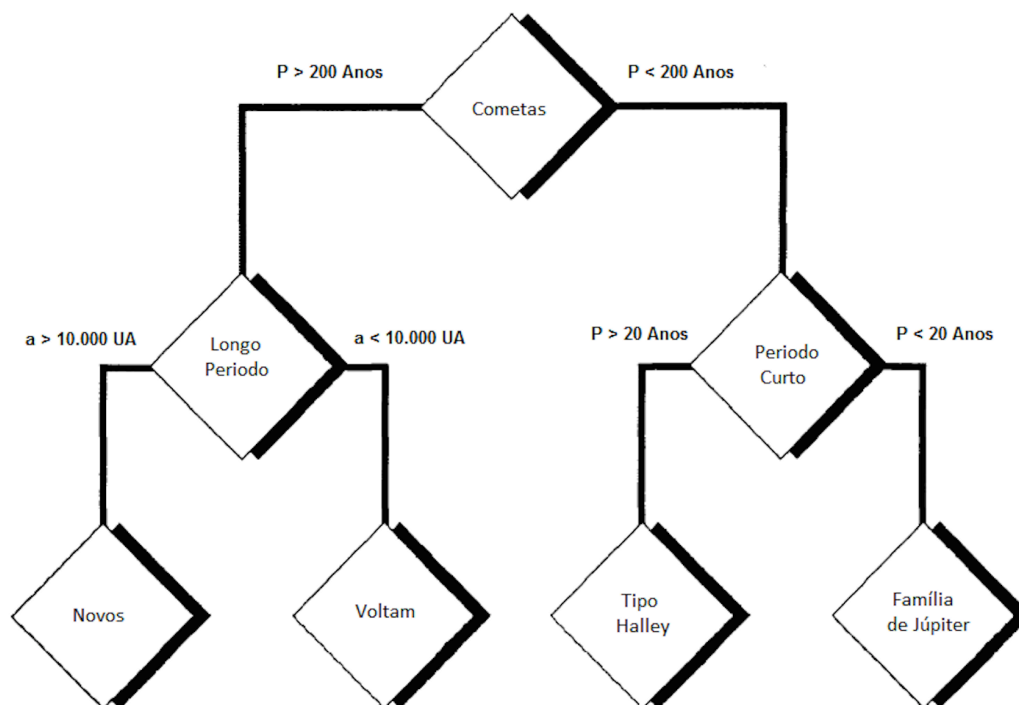 P > 200 Anos
P < 200 Anos
Cometas
a > 10.000 UA
Longo
Periodo
a < 10.000 UA
P > 20 Anos
Periodo
Curto
P < 20 Anos
Novos
Voltam
Tipo
Halley
Família
de Júpiter